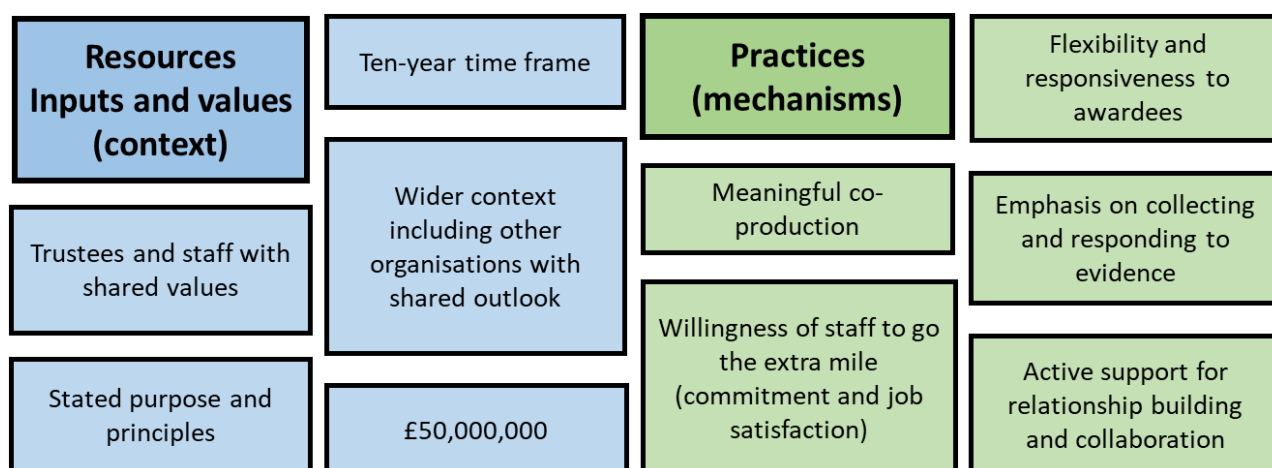 Resources
Inputs and values
(context)
Trustees and staff with
shared values
Stated purpose and
principles
Ten-year time frame
Wider context
including other
organisations with
shared outlook
£50,000,000
Practices
(mechanisms)
Meaningful co-
production
Willingness of staff to go
the extra mile
(commitment and job
satisfaction)
Flexibility and
responsiveness to
awardees
Emphasis on collecting
and responding to
evidence
Active support for
relationship building
and collaboration